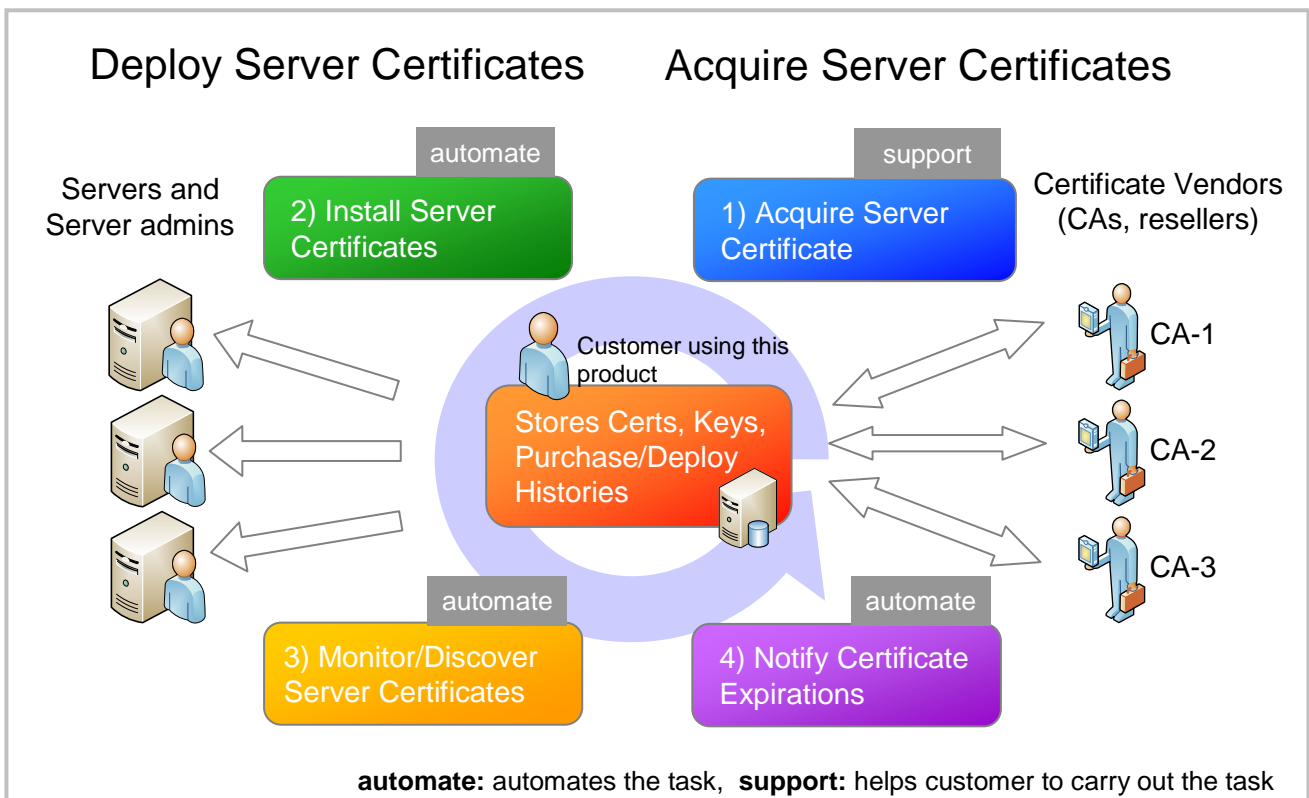 Deploy Server Certificates
Acquire Server Certificates
automate
support
Servers and
Server admins
2) Install Server
Certificates
1) Acquire Server
Certificate
Certificate Vendors
(CAs, resellers)
Customer using this
product
Stores Certs, Keys,
Purchase/Deploy
Histories
CA-1
CA-2
CA-3
automate
automate
3) Monitor/Discover
Server Certificates
4) Notify Certificate
Expirations
automate: automates the task, support: helps customer to carry out the task